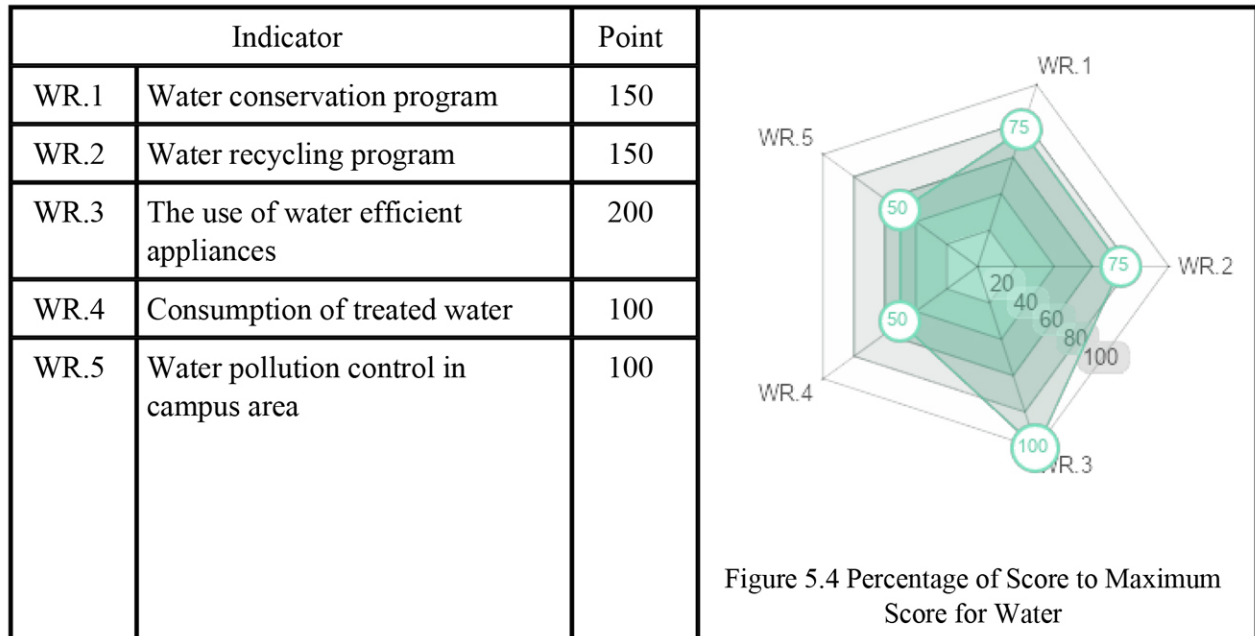 Indicator Point
WR.1 Water conservation program 150
WR.2 Water recycling program 150
WR.3 The use of water efficient 200
appliances
WR.4 Consumption of treated water 100
WR.5 Water pollution control in 100
campus area
WR.1
75
WR.5
50
75
WR.2
20
40
60
80
100
50
WR.4
100
WR.3
Figure 5.4 Percentage of Score to Maximum
Score for Water